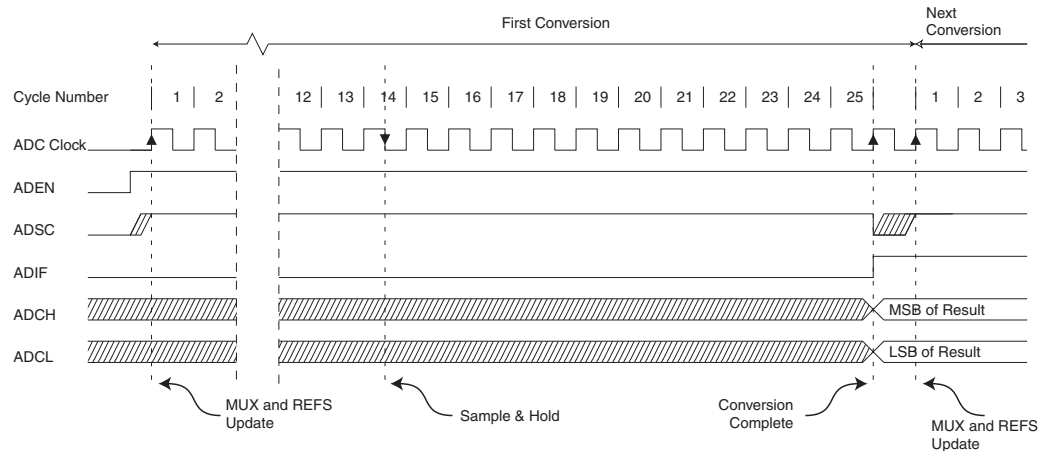 First Conversion
Next
Conversion
Cycle Number 1 2 12 13 14 15 16 17 18 19 20 21 22 23 24 25 1 2 3
ADC Clock
ADEN
ADSC
ADIF
ADCH MSB of Result
ADCL LSB of Result
MUX and REFS
Update
Sample & Hold
Conversion
Complete
MUX and REFS
Update